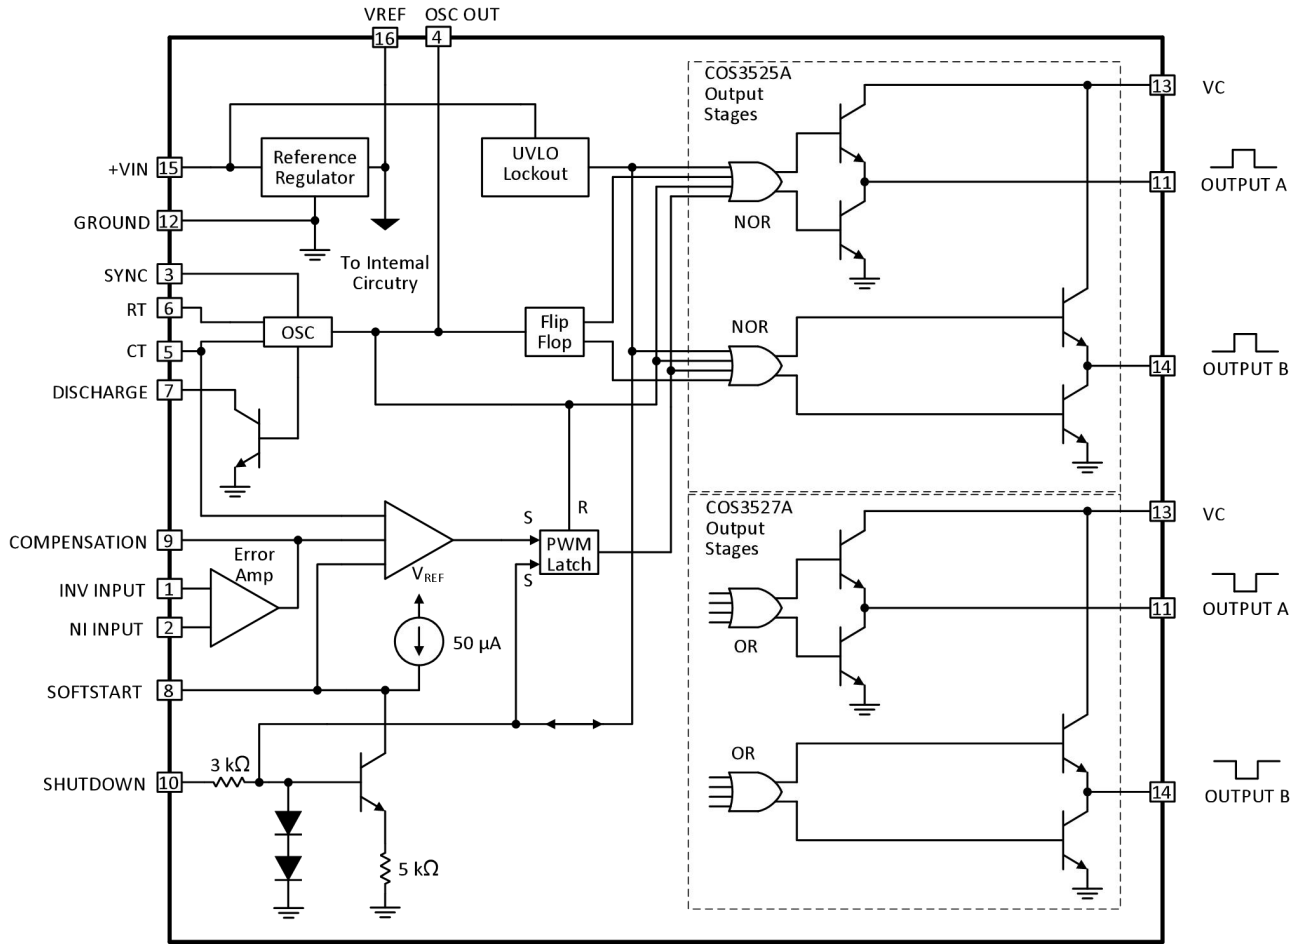 VREF
OSC OUT
16
4
COS3525A
Output
Stages
13
VC
+VIN
15
Reference
Regulator
UVLO
Lockout
NOR
11
OUTPUT A
GROUND
12
To Intemal
Circutry
SYNC
3
RT
6
OSC
Flip
Flop
NOR
CT
5
14
OUTPUT B
DISCHARGE
7
COS3527A
Output
Stages
13
VC
S
R
COMPENSATION
9
Error
Amp
PWM
Latch
VREF
S
INV INPUT
1
11
OUTPUT A
NI INPUT
2
50 µA
OR
SOFTSTART
8
OR
3 kΩ
SHUTDOWN
10
14
OUTPUT B
5 kΩ